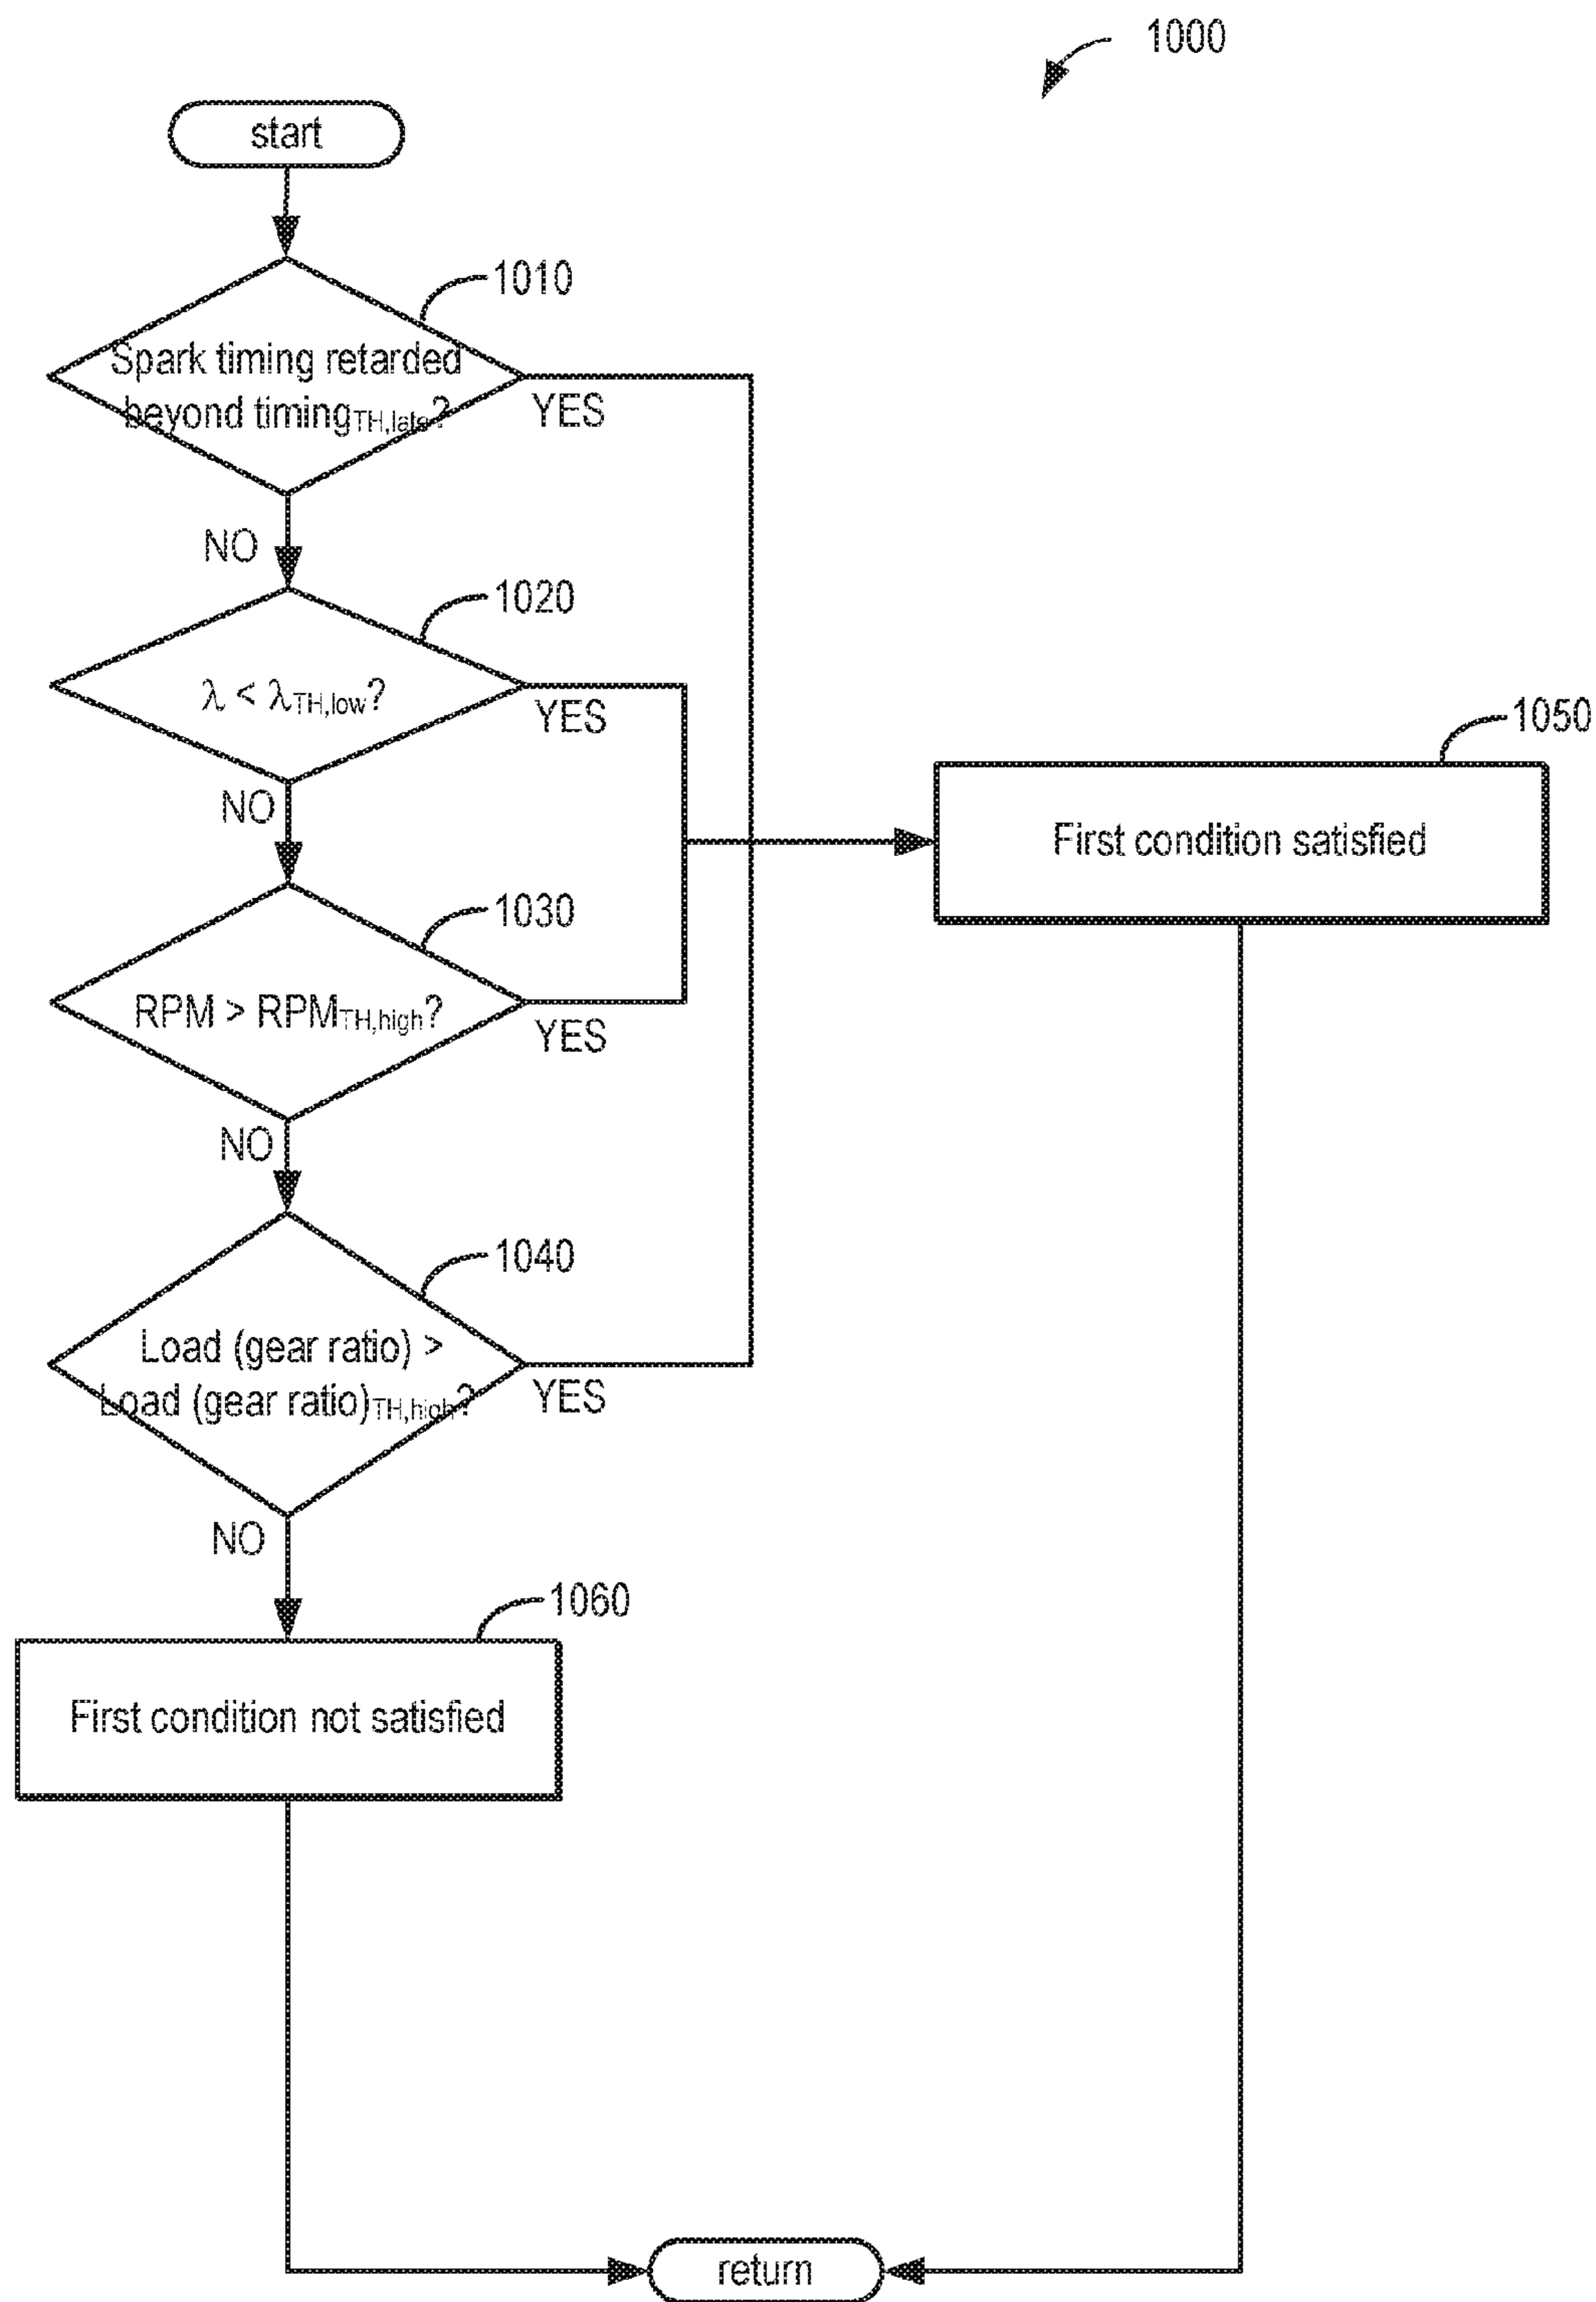 1000
start
1010
Spark timing retarded
beyond timingTH,late?
YES
NO
1020
λ < λTH,low?
YES
NO
1050
First condition satisfied
1030
RPM > RPMTH,high?
YES
NO
1040
Load (gear ratio) >
Load (gear ratio)TH,high?
YES
NO
1060
First condition not satisfied
return